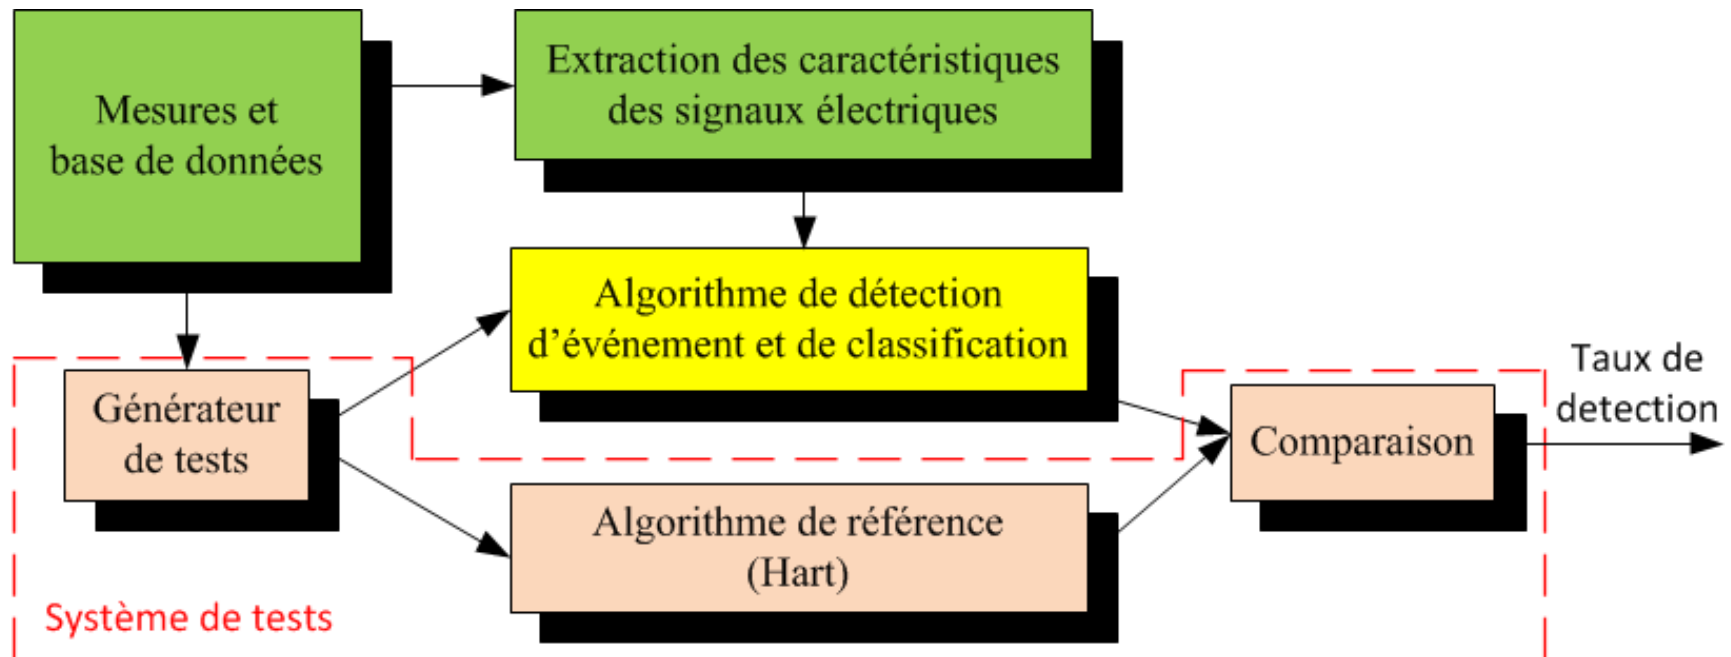 Mesures et
base de données
Extraction des caractéristiques
des signaux électriques
Algorithme de détection
d’événement et de classification
Générateur
de tests
Algorithme de référence
(Hart)
Comparaison
Taux de
detection
Système de tests